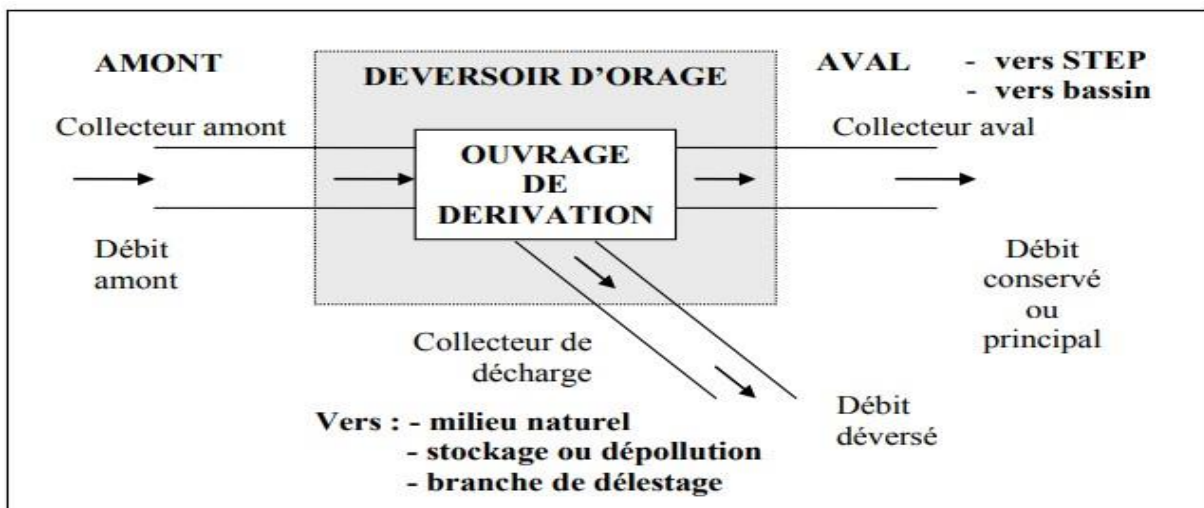 AMONT
DEVERSOIR D'ORAGE
AVAL - vers STEP
- vers bassin
Collecteur amont
Collecteur aval
OUVRAGE
DE
DERIVATION
Débit
amont
Débit
conservé
ou
principal
Collecteur de
décharge
Débit
déversé
Vers : - milieu naturel
- stockage ou dépollution
- branche de délestage